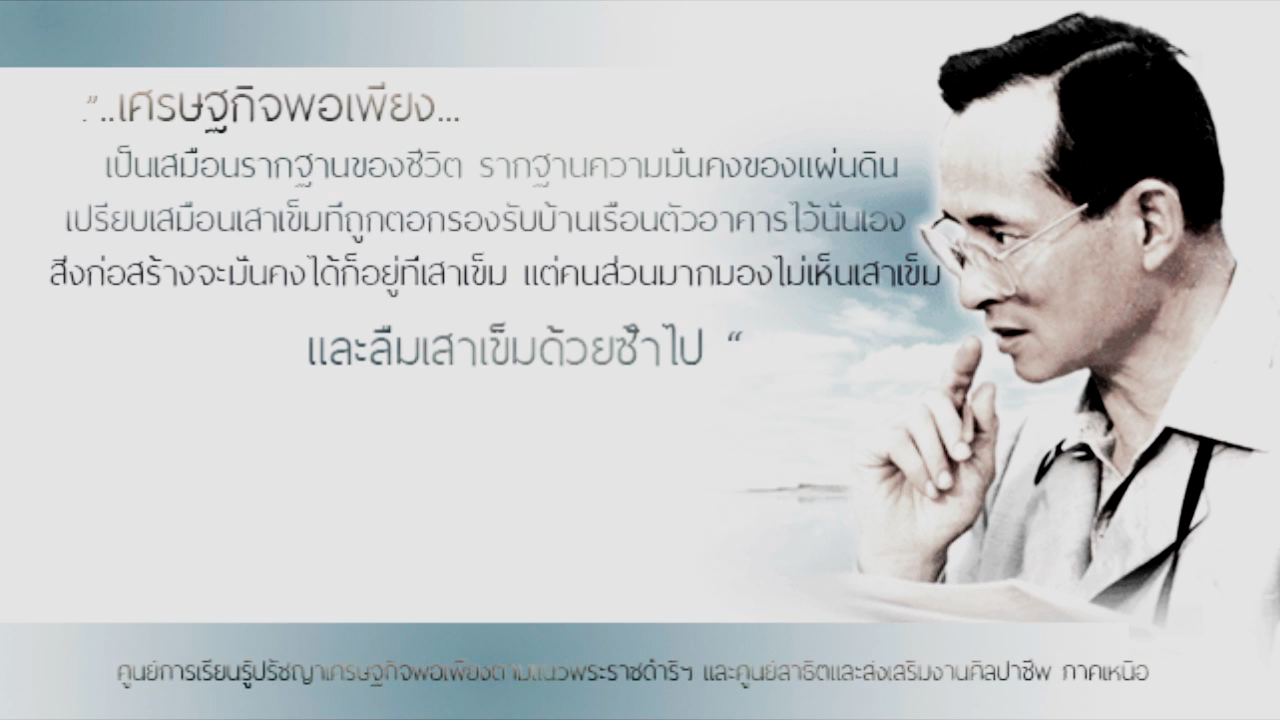 "..เศรษฐกิจพอเพียง...
เป็นเสมือนรากฐานของชีวิต รากฐานความมั่นคงของแผ่นดิน
เปรียบเสมือนเสาเข็มที่ถูกตอกรองรับบ้านเรือนตัวอาคารไว้นั่นเอง
สิ่งก่อสร้างจะมั่นคงได้ก็อยู่ที่เสาเข็ม แต่คนส่วนมากมองไม่เห็นเสาเข็ม
และลืมเสาเข็มด้วยซ้ำไป “
ศูนย์การเรียนรู้ปรัชญาเศรษฐกิจพอเพียงตามแนวพระราชดำริฯ และศูนย์สาธิตและส่งเสริมงานศิลปาชีพ ภาคเหนือ